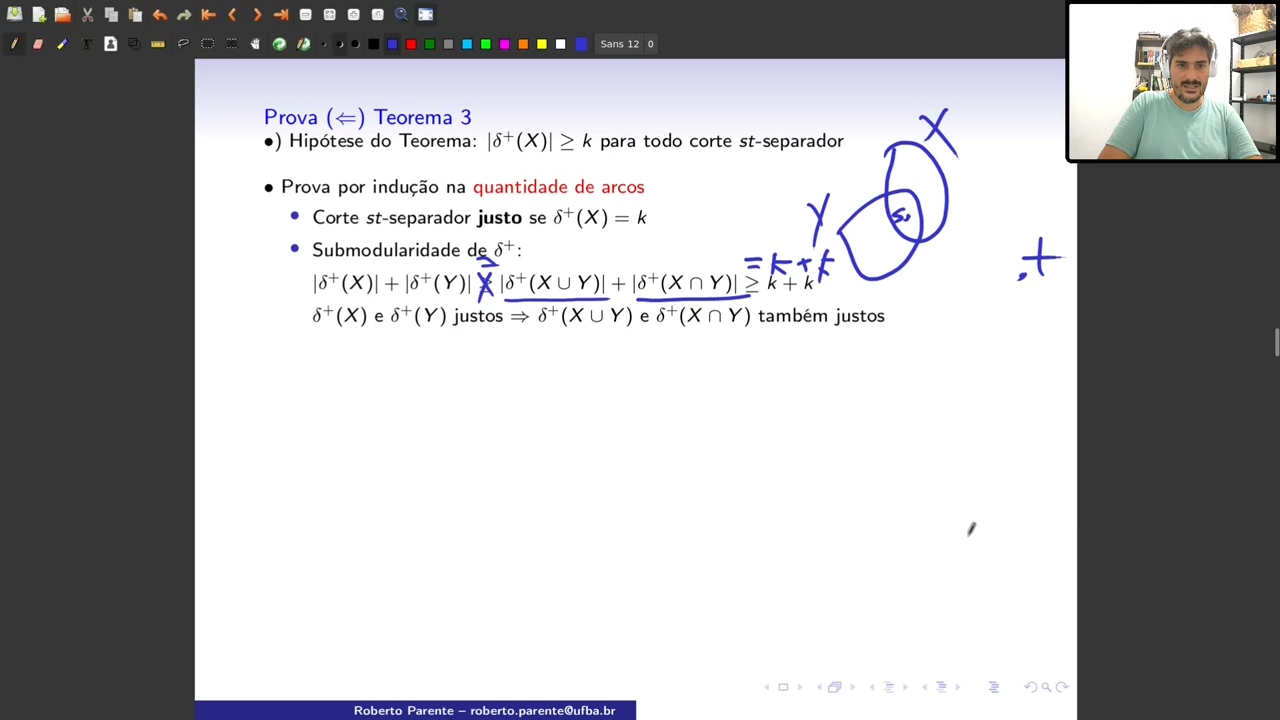 Sans 12 0
Prova (⇐) Teorema 3
•) Hipótese do Teorema: |δ⁺(X)| ≥ k para todo corte st-separador
• Prova por indução na quantidade de arcos
• Corte st-separador justo se δ⁺(X) = k
• Submodularidade de δ⁺:
|δ⁺(X)| + |δ⁺(Y)| ≥ |δ⁺(X ∪ Y)| + |δ⁺(X ∩ Y)| ≥ k + k
= k + k
δ⁺(X) e δ⁺(Y) justos ⇒ δ⁺(X ∪ Y) e δ⁺(X ∩ Y) também justos
X
Y
s
t
Roberto Parente – roberto.parente@ufba.br